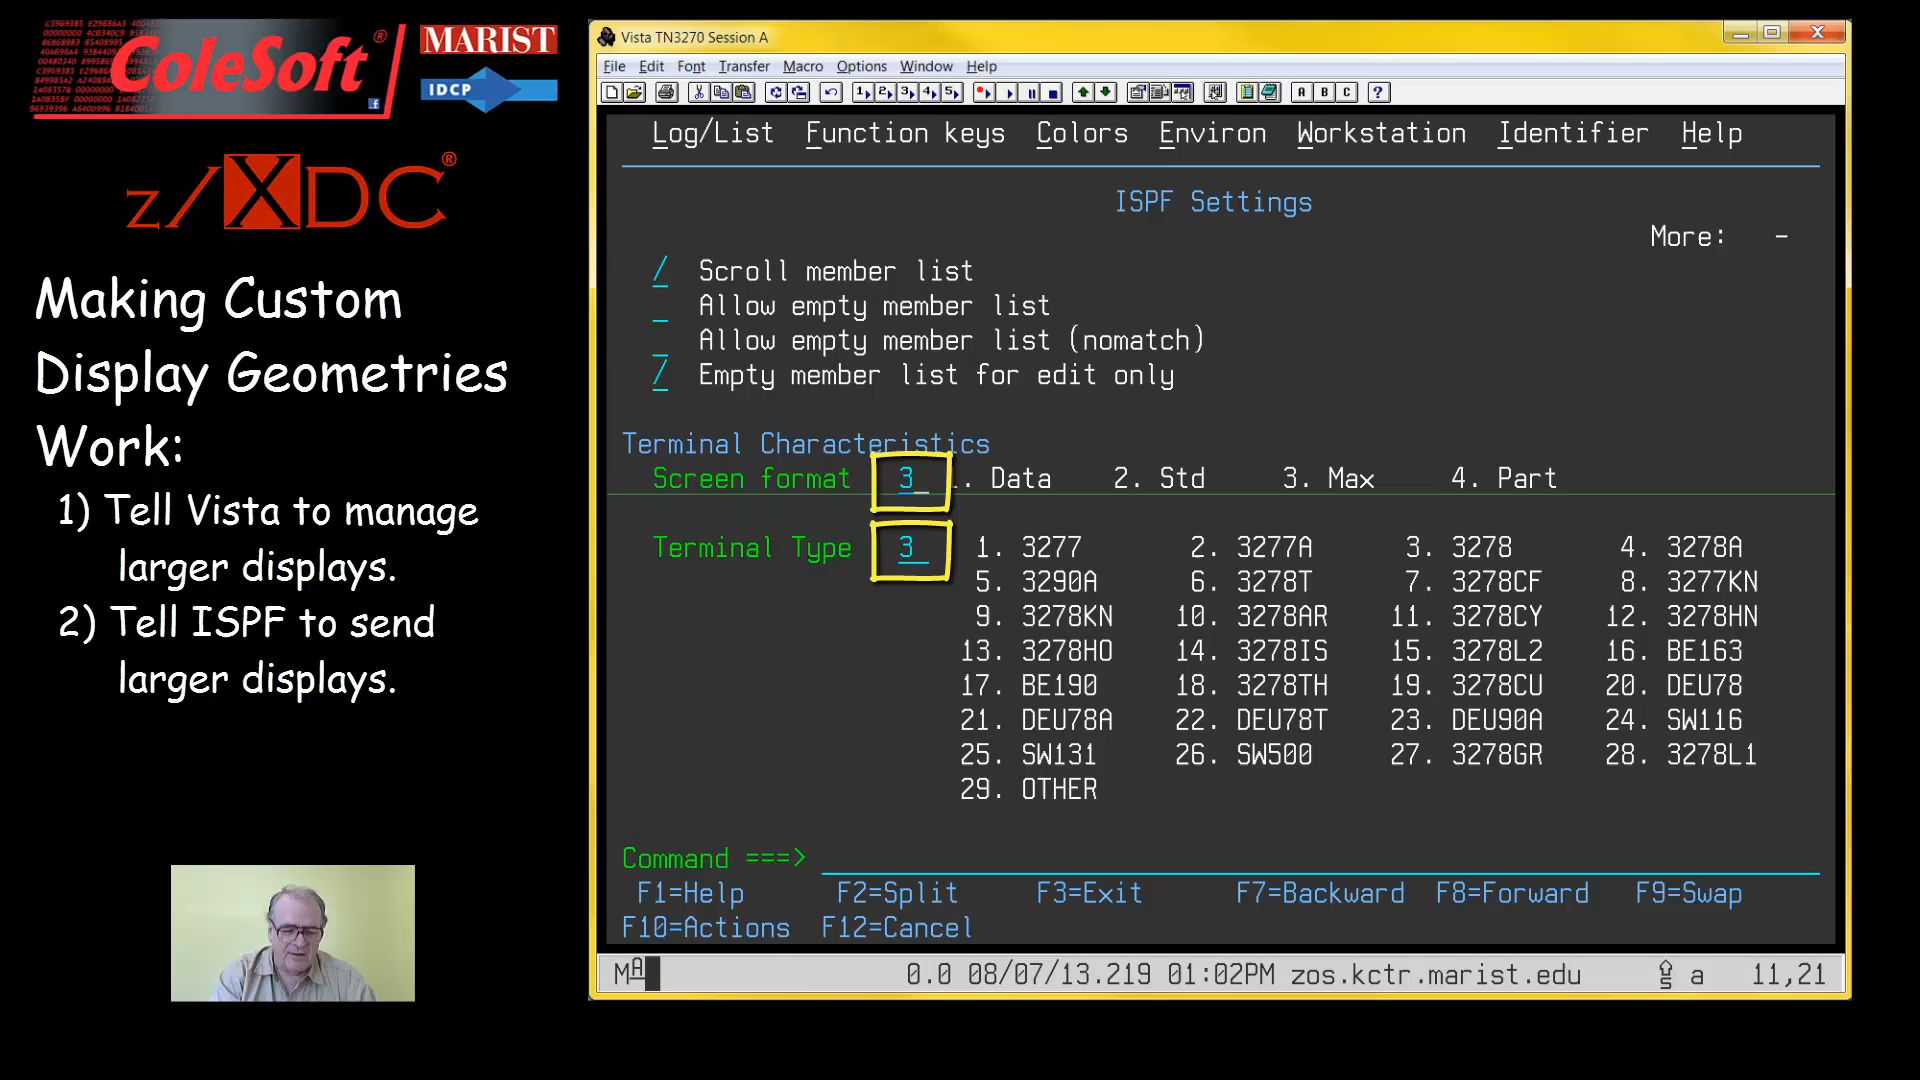 ColeSoft®
MARIST
IDCP
z/XDC®
Making Custom
Display Geometries
Work:
1) Tell Vista to manage
larger displays.
2) Tell ISPF to send
larger displays.
Vista TN3270 Session A
File Edit Font Transfer Macro Options Window Help
1 2 3 4 5 A B C ?
Log/List Function keys Colors Environ Workstation Identifier Help
ISPF Settings
More: -
/ Scroll member list
_ Allow empty member list
_ Allow empty member list (nomatch)
/ Empty member list for edit only
Terminal Characteristics
Screen format 3_ . Data 2. Std 3. Max 4. Part
Terminal Type 3_ 1. 3277 2. 3277A 3. 3278 4. 3278A
5. 3290A 6. 3278T 7. 3278CF 8. 3277KN
9. 3278KN 10. 3278AR 11. 3278CY 12. 3278HN
13. 3278HO 14. 3278IS 15. 3278L2 16. BE163
17. BE190 18. 3278TH 19. 3278CU 20. DEU78
21. DEU78A 22. DEU78T 23. DEU90A 24. SW116
25. SW131 26. SW500 27. 3278GR 28. 3278L1
29. OTHER
Command ===>
F1=Help F2=Split F3=Exit F7=Backward F8=Forward F9=Swap
F10=Actions F12=Cancel
MA 0.0 08/07/13.219 01:02PM zos.kctr.marist.edu a 11,21